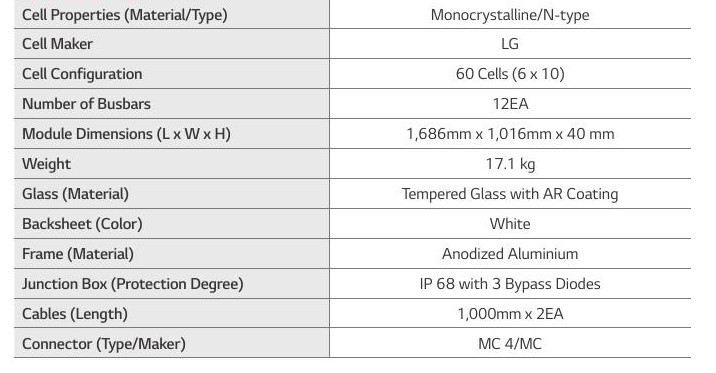 Cell Properties (Material/Type) Monocrystalline/N-type
Cell Maker LG
Cell Configuration 60 Cells (6 x 10)
Number of Busbars 12EA
Module Dimensions (L x W x H) 1,686mm x 1,016mm x 40 mm
Weight 17.1 kg
Glass (Material) Tempered Glass with AR Coating
Backsheet (Color) White
Frame (Material) Anodized Aluminium
Junction Box (Protection Degree) IP 68 with 3 Bypass Diodes
Cables (Length) 1,000mm x 2EA
Connector (Type/Maker) MC 4/MC